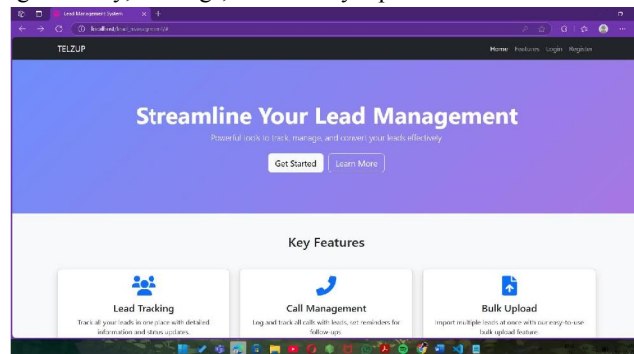 Lead Management System
localhost/lead_management/#
TELZUP
Home Features Login Register
Streamline Your Lead Management
Powerful tools to track, manage, and convert your leads effectively
Get Started Learn More
Key Features
Lead Tracking
Track all your leads in one place with detailed
information and status updates.
Call Management
Log and track all calls with leads, set reminders for
follow-ups.
Bulk Upload
Import multiple leads at once with our easy-to-use
bulk upload feature.